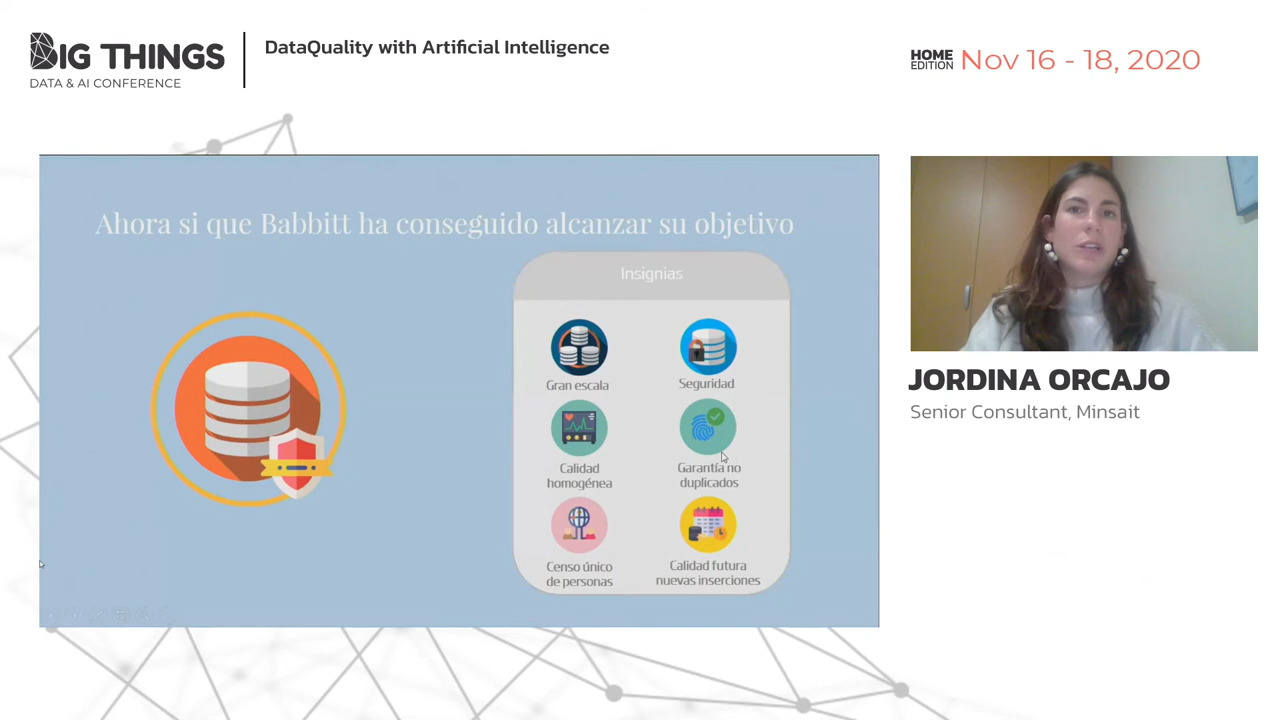 BIG THINGS
DATA & AI CONFERENCE
DataQuality with Artificial Intelligence
HOME
EDITION
Nov 16 - 18, 2020
Ahora si que Babbitt ha conseguido alcanzar su objetivo
Insignias
Gran escala
Seguridad
Calidad
homogénea
Garantía no
duplicados
Censo único
de personas
Calidad futura
nuevas inserciones
JORDINA ORCAJO
Senior Consultant, Minsait